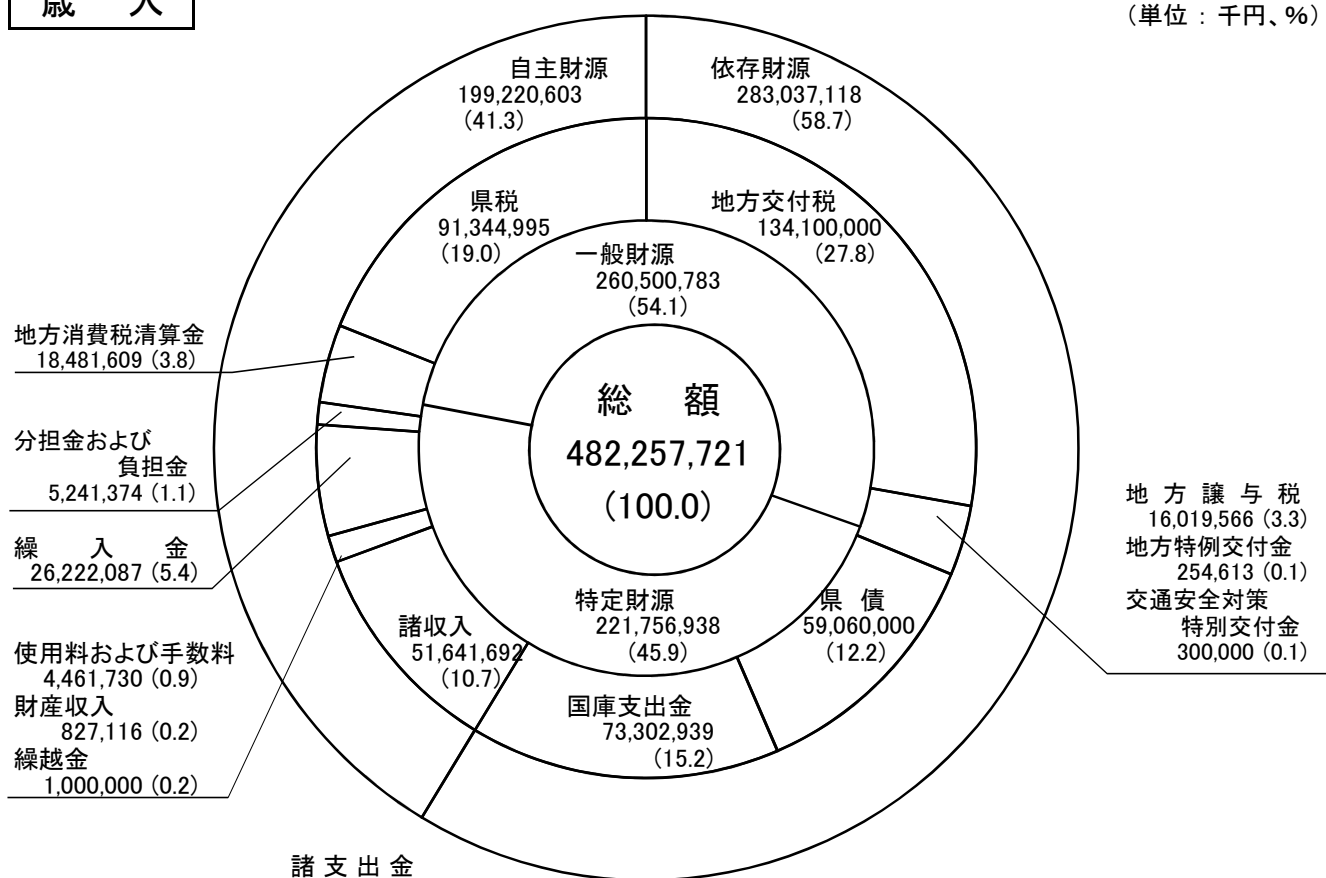 歳　入
（単位：千円、%）
自主財源
199,220,603
（41.3）
依存財源
283,037,118
（58.7）
県税
91,344,995
（19.0）
地方交付税
134,100,000
（27.8）
一般財源
260,500,783
（54.1）
地方消費税清算金
18,481,609（3.8）
総　額
482,257,721
（100.0）
分担金および
負担金
5,241,374（1.1）
繰　入　金
26,222,087（5.4）
地方譲与税
16,019,566（3.3）
地方特例交付金
254,613（0.1）
交通安全対策
特別交付金
300,000（0.1）
特定財源
221,756,938
（45.9）
県　債
59,060,000
（12.2）
諸収入
51,641,692
（10.7）
使用料および手数料
4,461,730（0.9）
財産収入
827,116（0.2）
繰越金
1,000,000（0.2）
国庫支出金
73,302,939
（15.2）
諸支出金